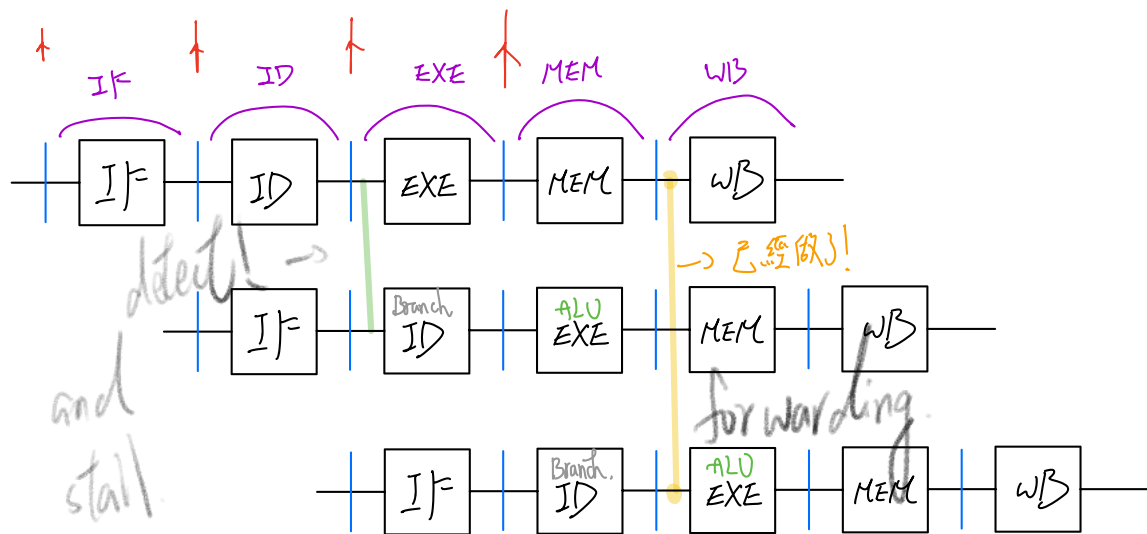 IF ID EXE MEM WB
IF ID EXE MEM WB
detect! →
→ 已經做了!
Branch ALU
IF ID EXE MEM WB
and
forwarding.
stall
Branch. ALU
IF ID EXE MEM WB